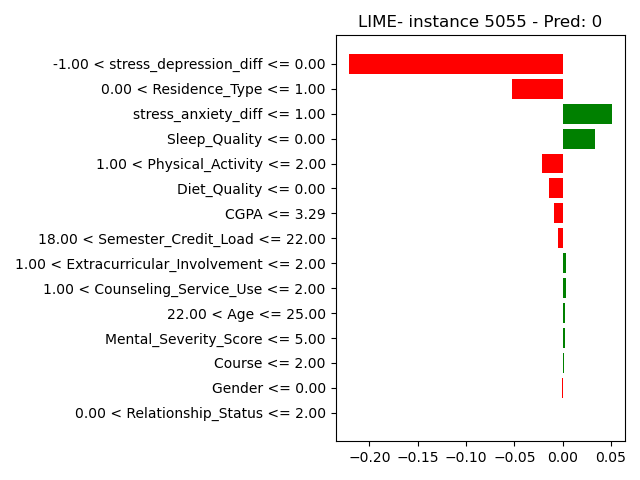 LIME- instance 5055 - Pred: 0
-1.00 < stress_depression_diff <= 0.00
0.00 < Residence_Type <= 1.00
stress_anxiety_diff <= 1.00
Sleep_Quality <= 0.00
1.00 < Physical_Activity <= 2.00
Diet_Quality <= 0.00
CGPA <= 3.29
18.00 < Semester_Credit_Load <= 22.00
1.00 < Extracurricular_Involvement <= 2.00
1.00 < Counseling_Service_Use <= 2.00
22.00 < Age <= 25.00
Mental_Severity_Score <= 5.00
Course <= 2.00
Gender <= 0.00
0.00 < Relationship_Status <= 2.00
−0.20 −0.15 −0.10 −0.05 0.00 0.05